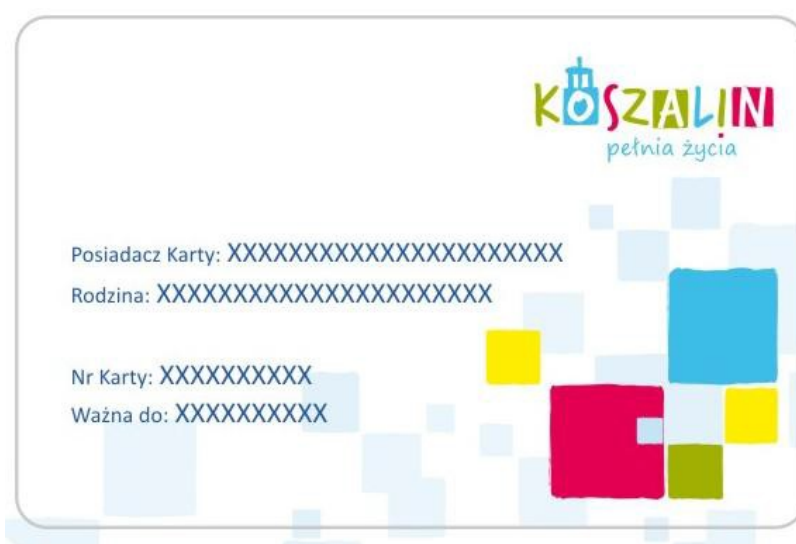 KOSZALIN
pełnia życia
Posiadacz Karty: XXXXXXXXXXXXXXXXXXXXXX
Rodzina: XXXXXXXXXXXXXXXXXXXXXX
Nr Karty: XXXXXXXXXX
Ważna do: XXXXXXXXXX